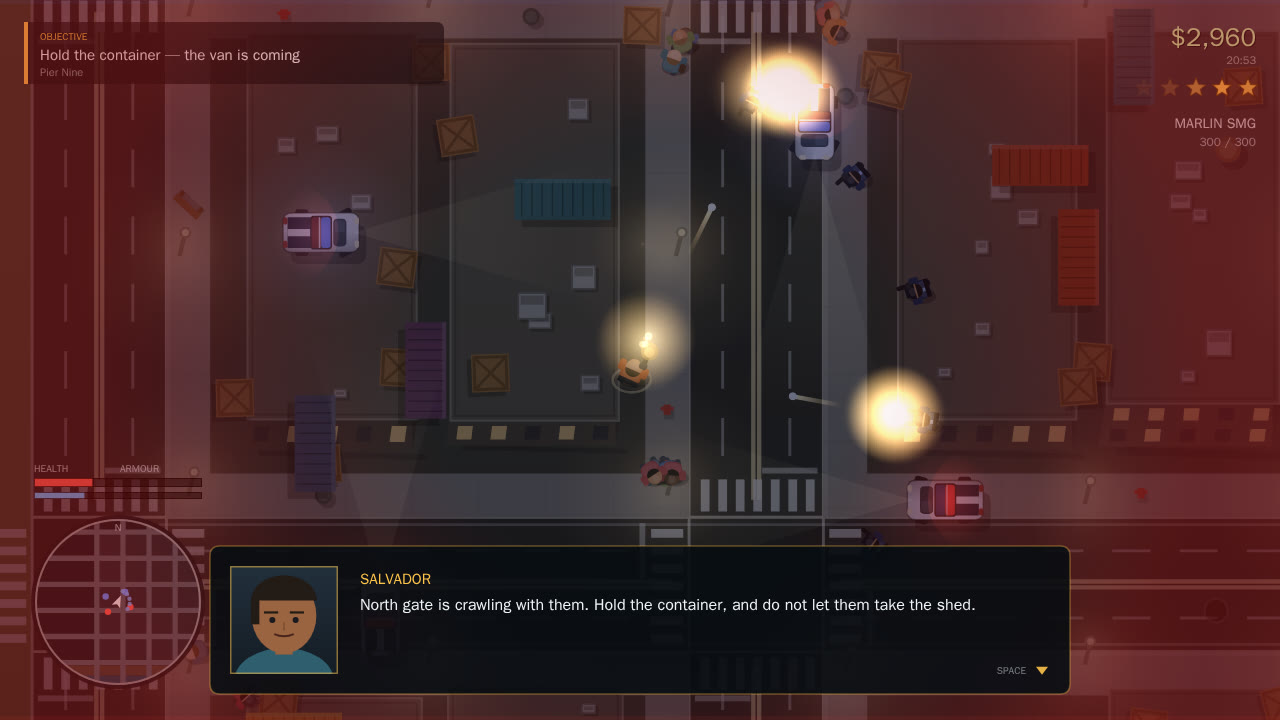 OBJECTIVE
Hold the container — the van is coming
Pier Nine
$2,960
20:53
MARLIN SMG
300 / 300
HEALTH
ARMOUR
N
SALVADOR
North gate is crawling with them. Hold the container, and do not let them take the shed.
SPACE